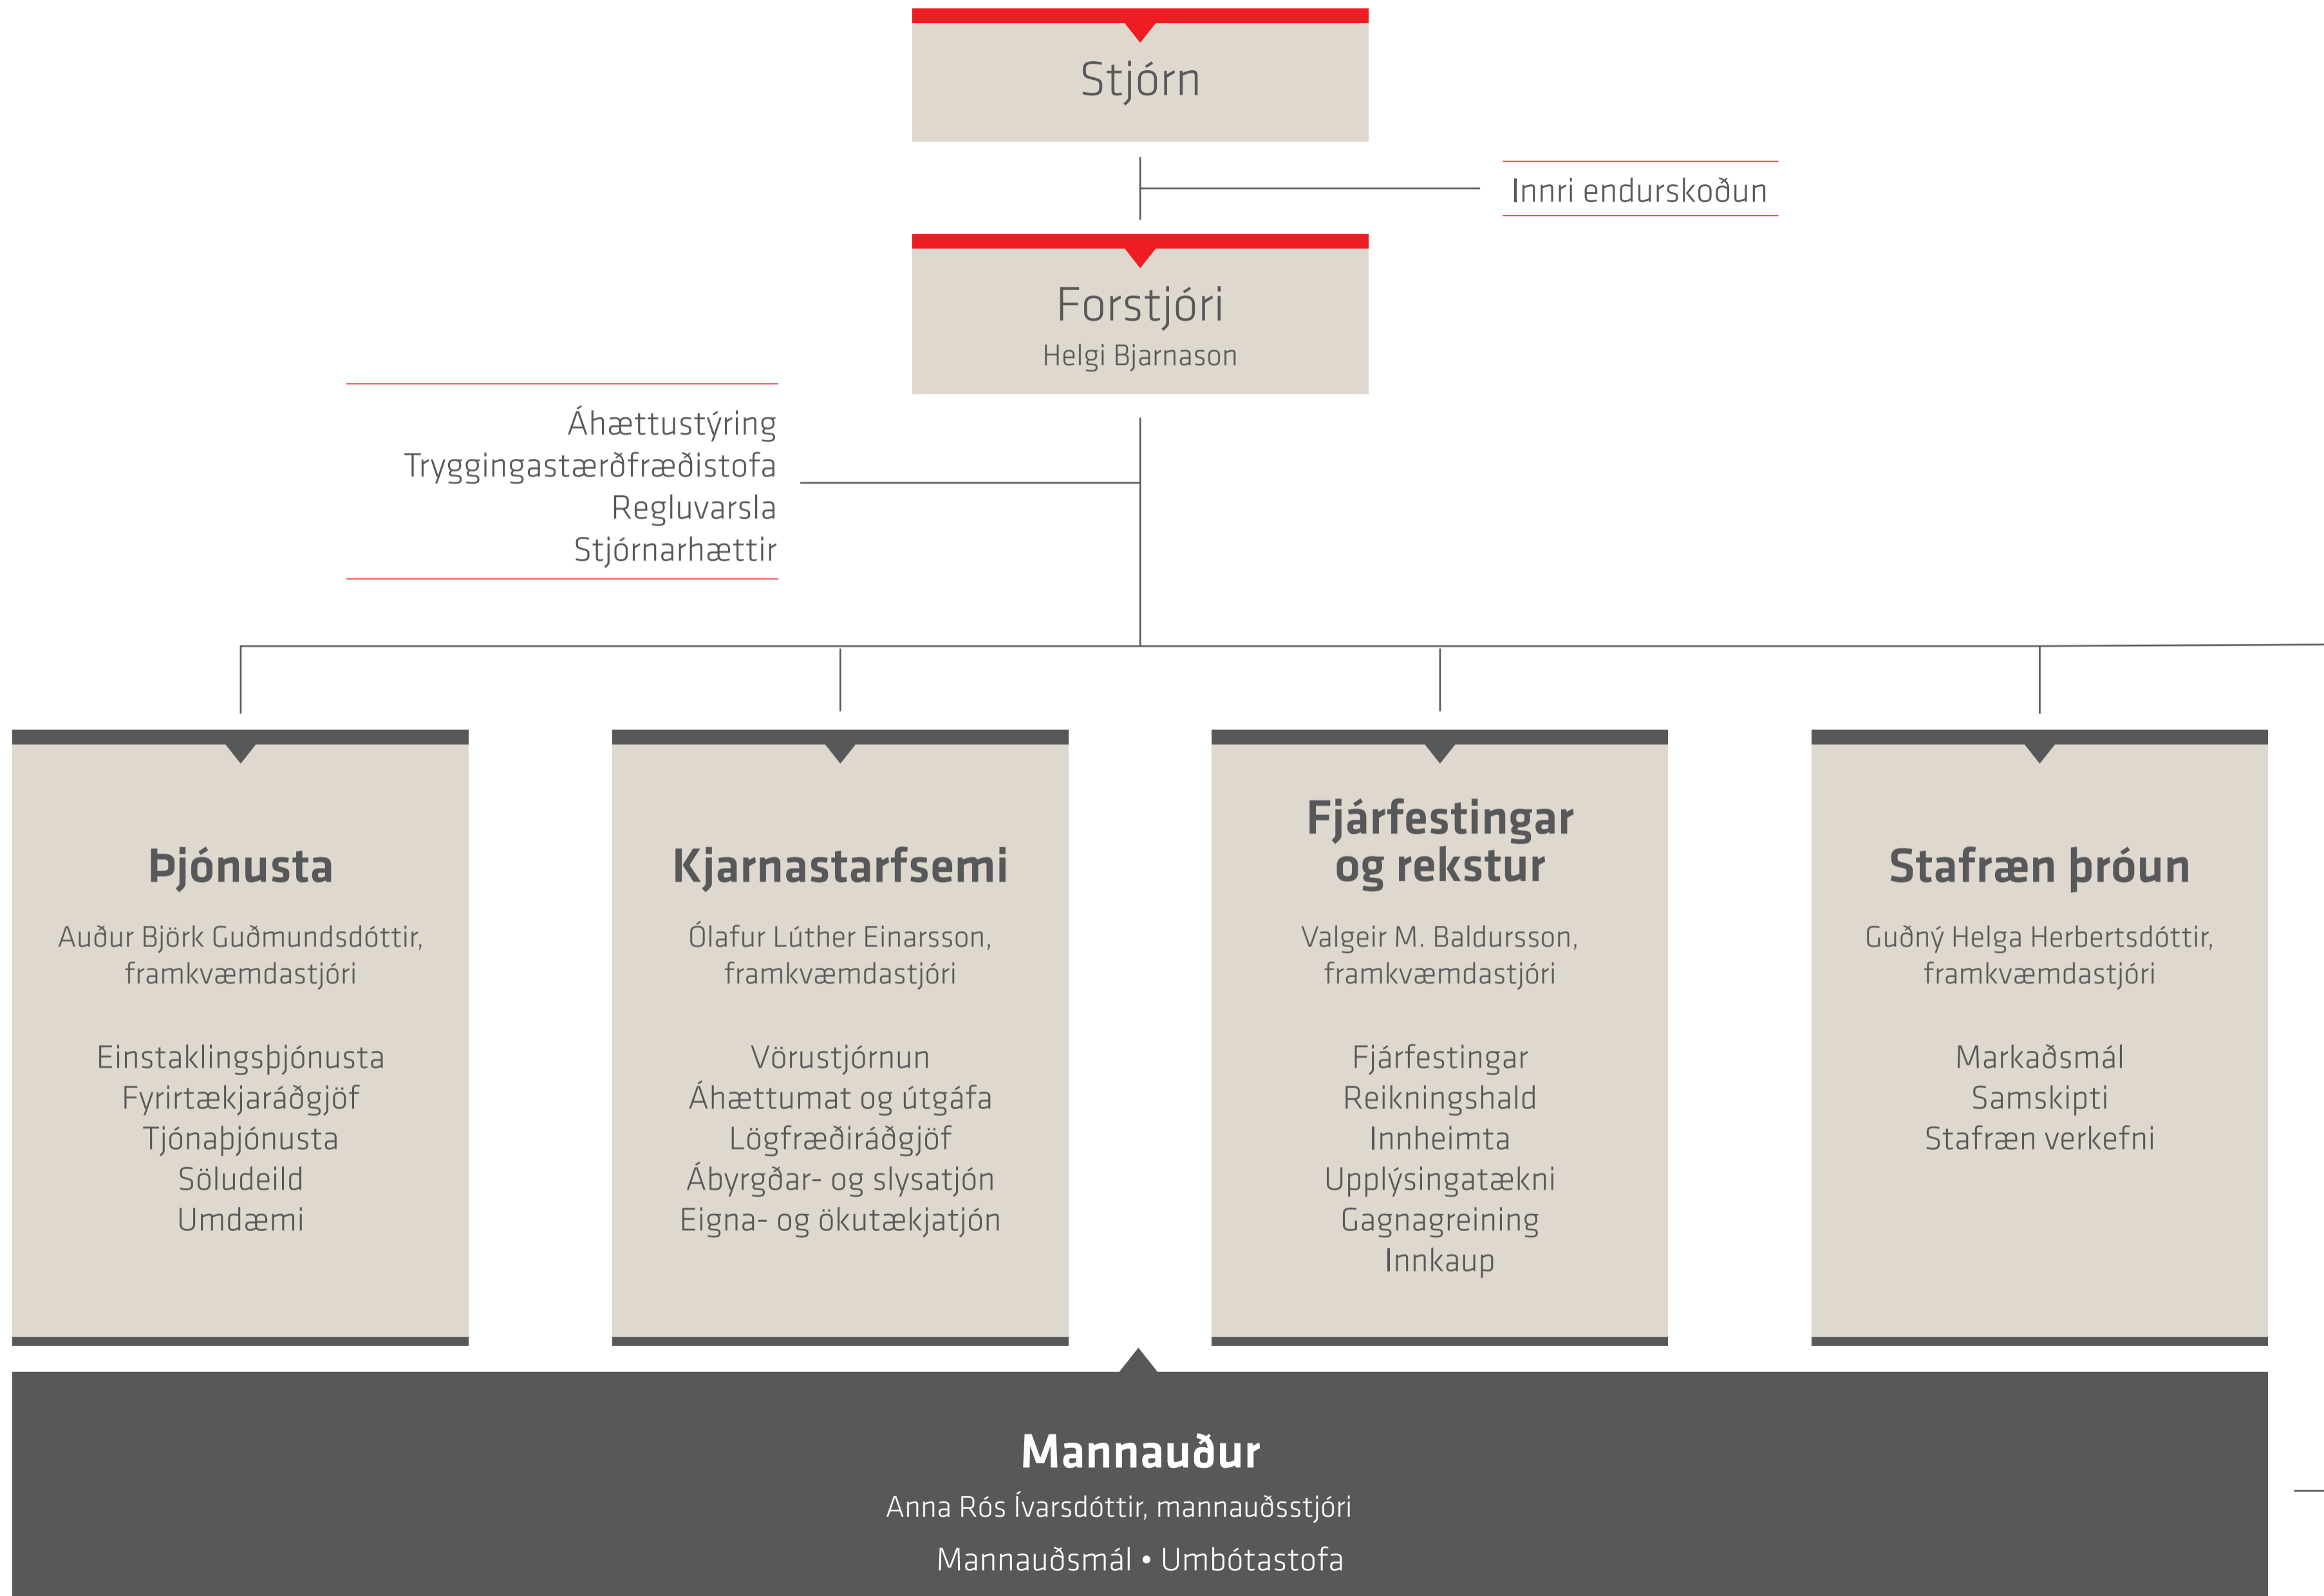 Stjórn
Innri endurskoðun
Forstjóri
Helgi Bjarnason
Áhættustýring
Tryggingastærðfræðistofa
Regluvarsla
Stjórnarhættir
Þjónusta
Auður Björk Guðmundsdóttir,
framkvæmdastjóri
Einstaklingsþjónusta
Fyrirtækjaráðgjöf
Tjónaþjónusta
Söludeild
Umdæmi
Kjarnastarfsemi
Ólafur Lúther Einarsson,
framkvæmdastjóri
Vörustjórnun
Áhættumat og útgáfa
Lögfræðiráðgjöf
Ábyrgðar- og slysatjón
Eigna- og ökutækjatjón
Fjárfestingar
og rekstur
Valgeir M. Baldursson,
framkvæmdastjóri
Fjárfestingar
Reikningshald
Innheimta
Upplýsingatækni
Gagnagreining
Innkaup
Stafræn þróun
Guðný Helga Herbertsdóttir,
framkvæmdastjóri
Markaðsmál
Samskipti
Stafræn verkefni
Mannauður
Anna Rós Ívarsdóttir, mannauðsstjóri
Mannauðsmál • Umbótastofa